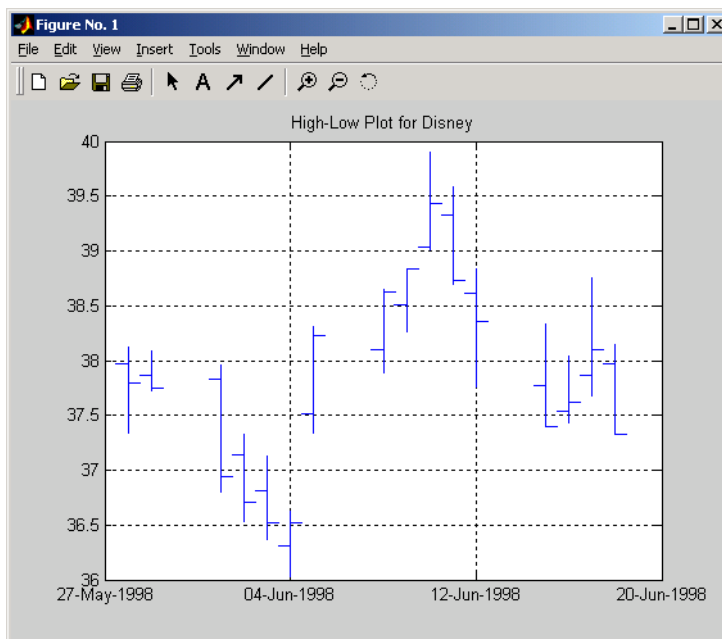 Figure No. 1
File Edit View Insert Tools Window Help
A
High-Low Plot for Disney
40
39.5
39
38.5
38
37.5
37
36.5
36
27-May-1998 04-Jun-1998 12-Jun-1998 20-Jun-1998